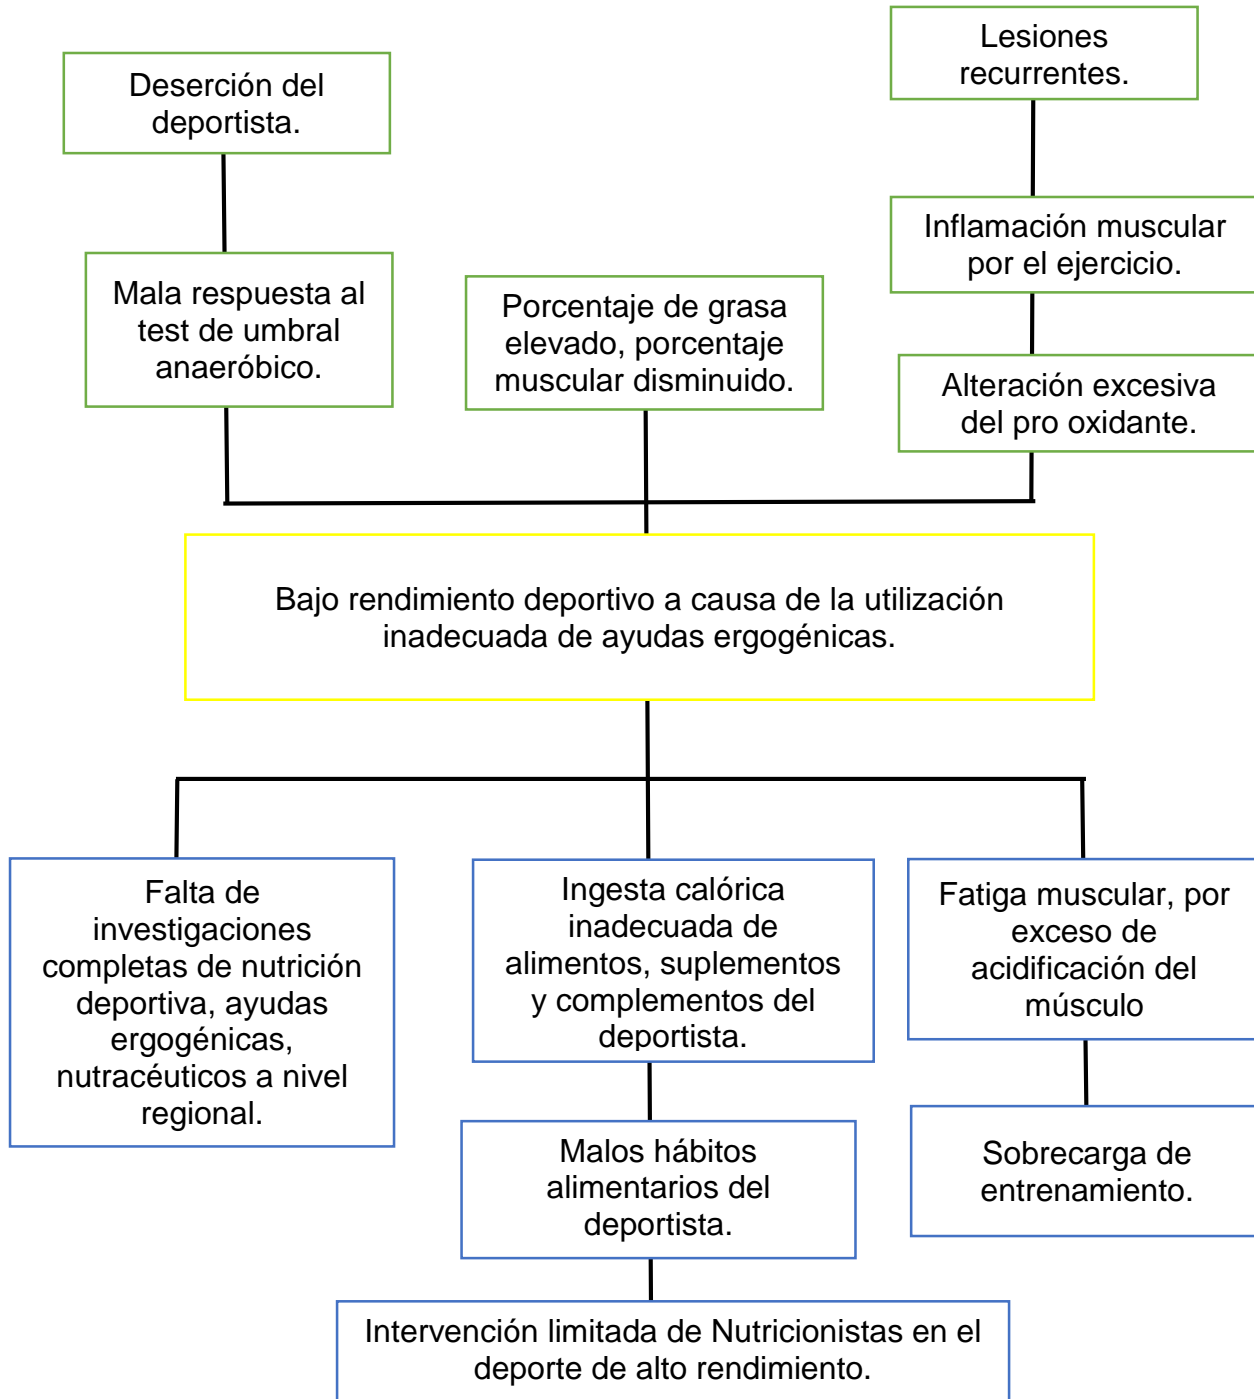 Lesiones
recurrentes.
Deserción del
deportista.
Inflamación muscular
por el ejercicio.
Mala respuesta al
test de umbral
anaeróbico.
Porcentaje de grasa
elevado, porcentaje
muscular disminuido.
Alteración excesiva
del pro oxidante.
Bajo rendimiento deportivo a causa de la utilización
inadecuada de ayudas ergogénicas.
Falta de
investigaciones
completas de nutrición
deportiva, ayudas
ergogénicas,
nutracéuticos a nivel
regional.
Ingesta calórica
inadecuada de
alimentos, suplementos
y complementos del
deportista.
Fatiga muscular, por
exceso de
acidificación del
músculo
Malos hábitos
alimentarios del
deportista.
Sobrecarga de
entrenamiento.
Intervención limitada de Nutricionistas en el
deporte de alto rendimiento.